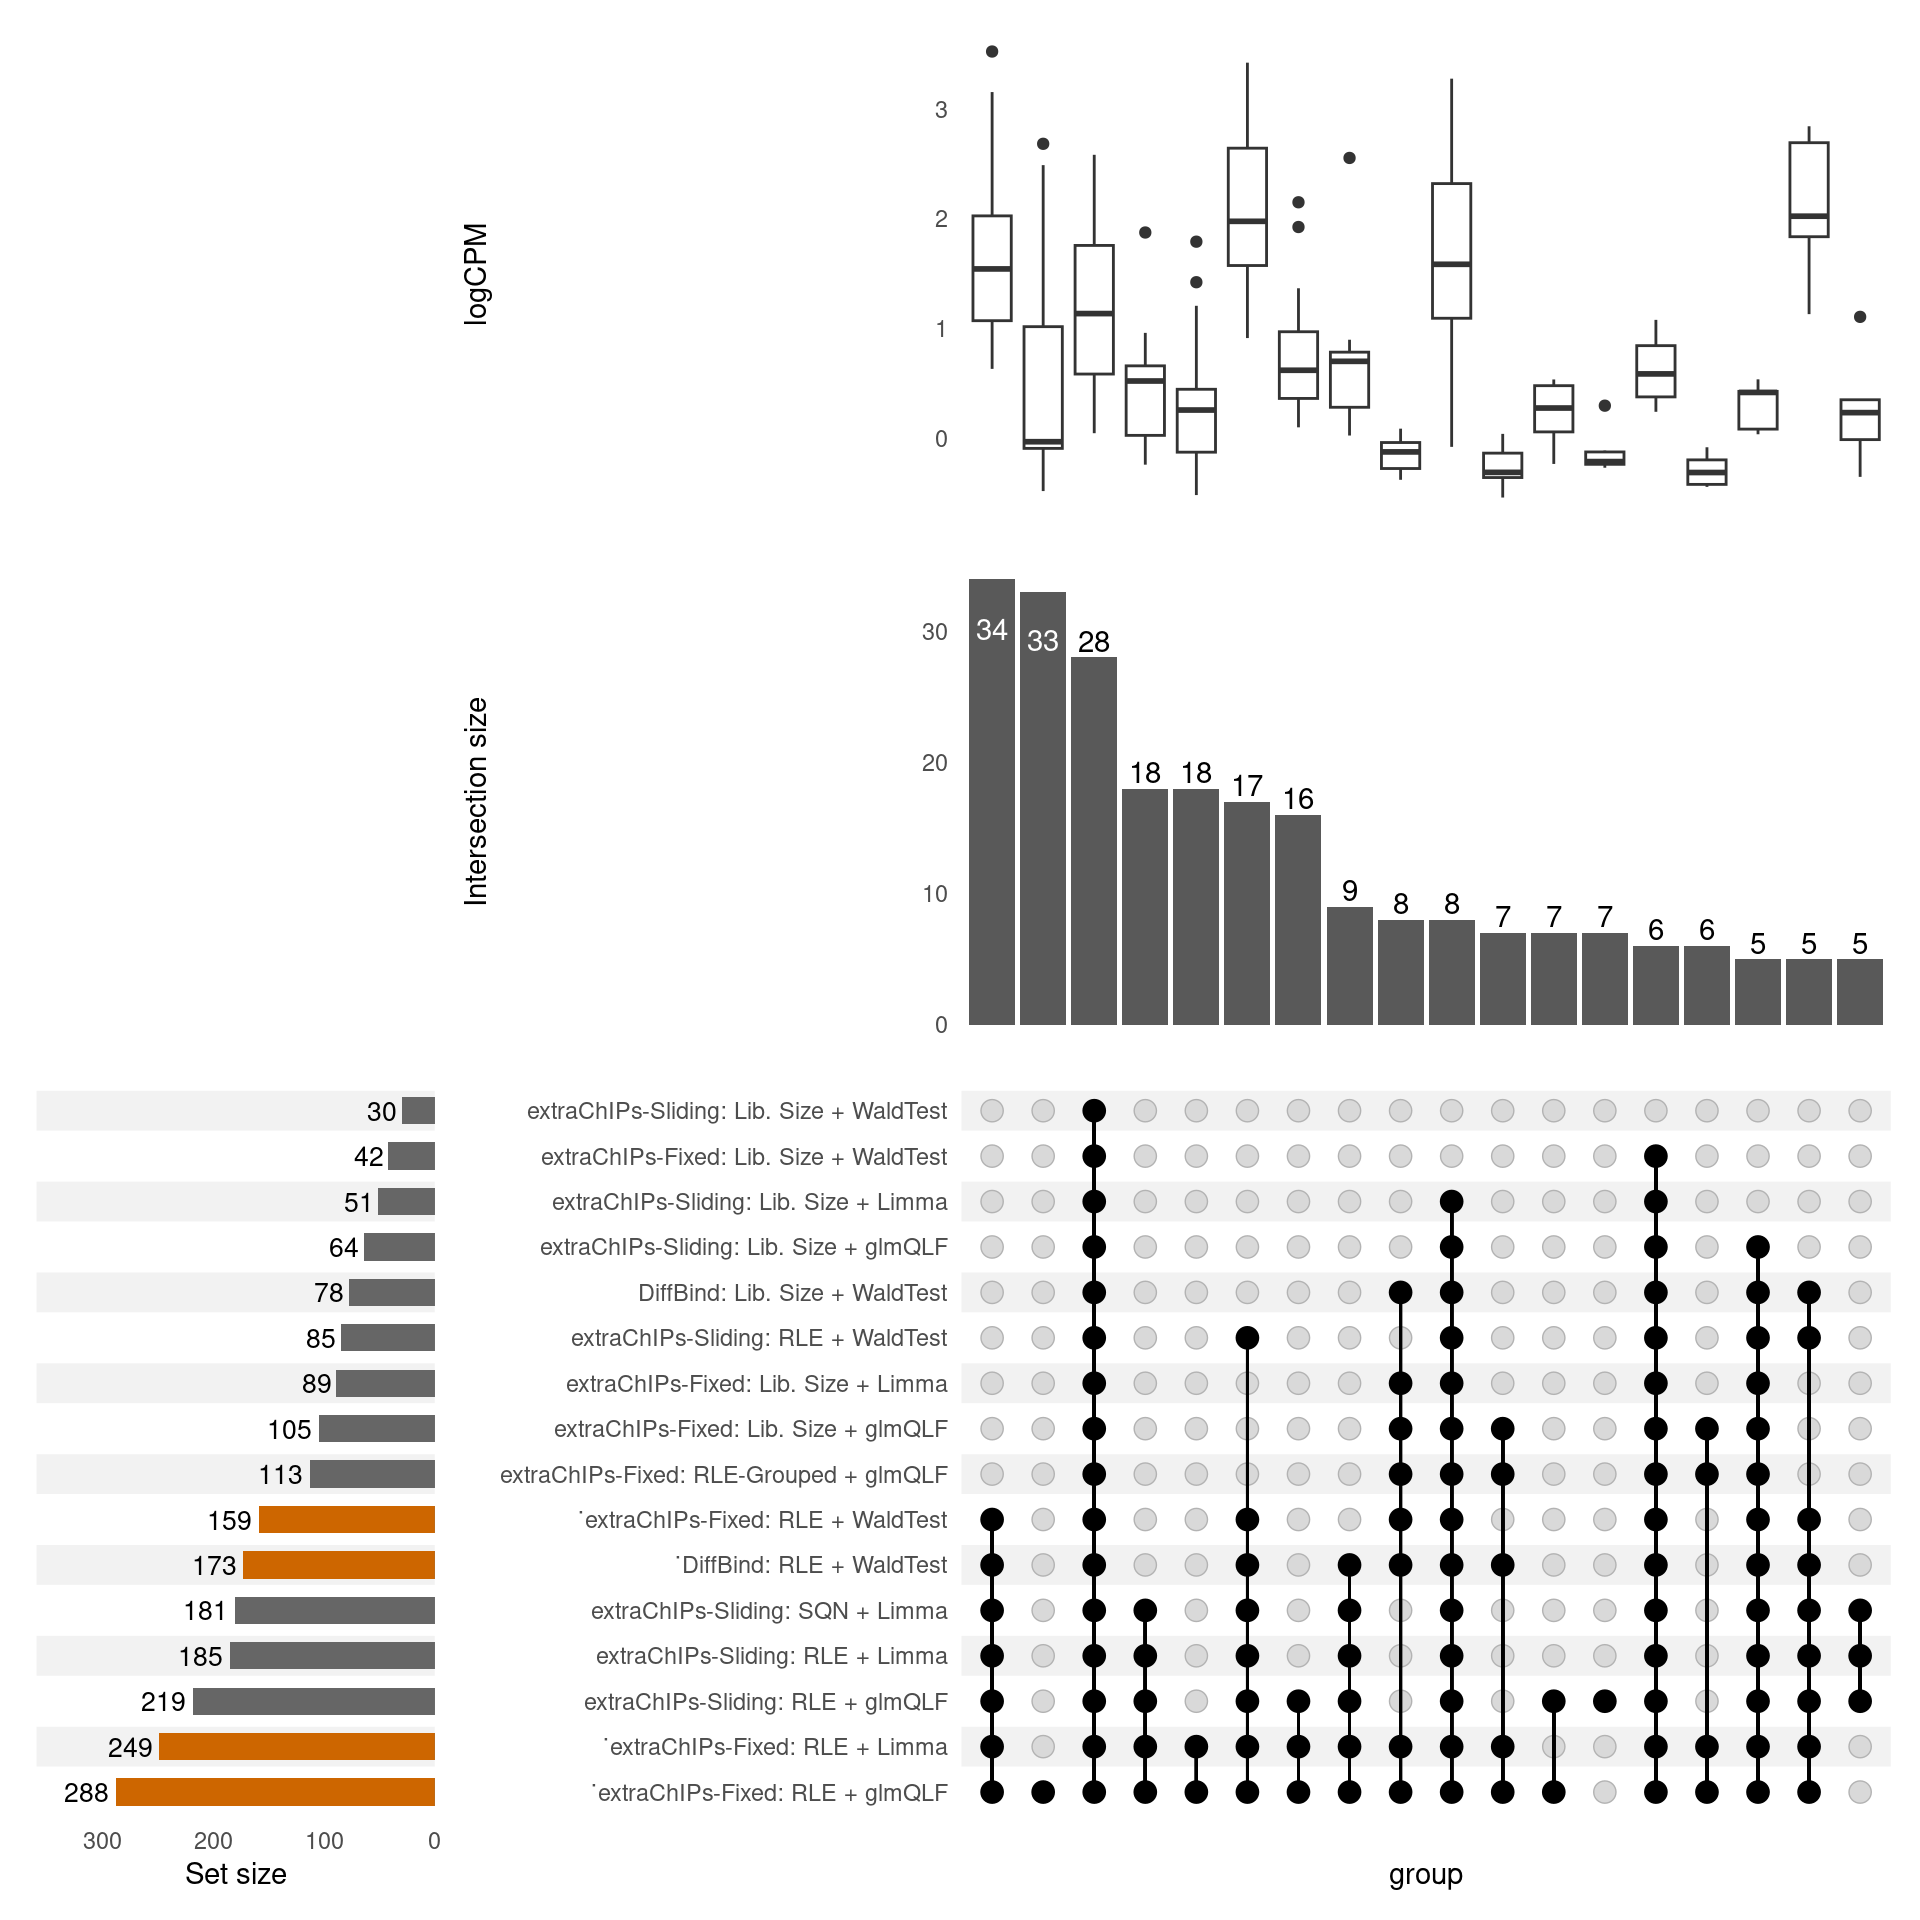 logCPM
3
2
1
0
Intersection size
30
20
10
0
34
33
28
18
18
17
16
9
8
8
7
7
7
6
6
5
5
5
30 extraChIPs-Sliding: Lib. Size + WaldTest
42 extraChIPs-Fixed: Lib. Size + WaldTest
51 extraChIPs-Sliding: Lib. Size + Limma
64 extraChIPs-Sliding: Lib. Size + glmQLF
78 DiffBind: Lib. Size + WaldTest
85 extraChIPs-Sliding: RLE + WaldTest
89 extraChIPs-Fixed: Lib. Size + Limma
105 extraChIPs-Fixed: Lib. Size + glmQLF
113 extraChIPs-Fixed: RLE-Grouped + glmQLF
159 ˙extraChIPs-Fixed: RLE + WaldTest
173 ˙DiffBind: RLE + WaldTest
181 extraChIPs-Sliding: SQN + Limma
185 extraChIPs-Sliding: RLE + Limma
219 extraChIPs-Sliding: RLE + glmQLF
249 ˙extraChIPs-Fixed: RLE + Limma
288 ˙extraChIPs-Fixed: RLE + glmQLF
300 200 100 0
Set size
group